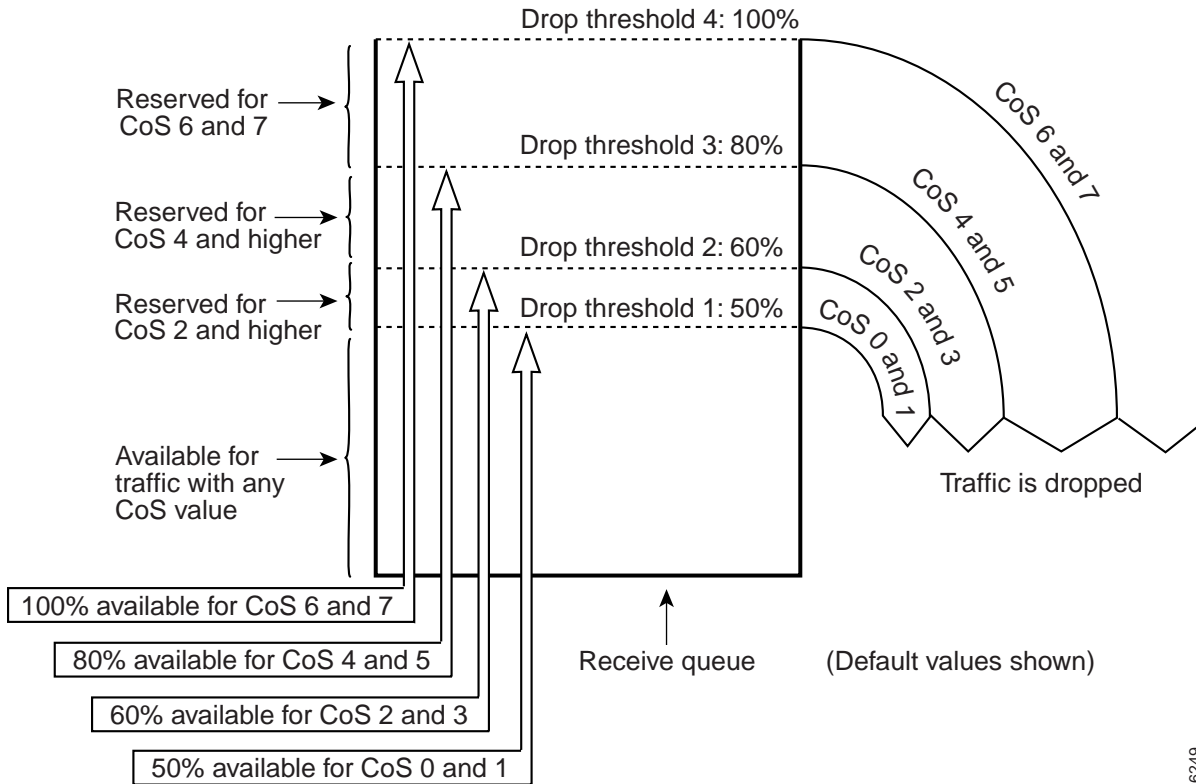 Drop threshold 4: 100%
Reserved for
CoS 6 and 7
CoS 6 and 7
Drop threshold 3: 80%
Reserved for
CoS 4 and higher
CoS 4 and 5
Drop threshold 2: 60%
Reserved for
CoS 2 and higher
CoS 2 and 3
Drop threshold 1: 50%
CoS 0 and 1
Available for
traffic with any
CoS value
Traffic is dropped
100% available for CoS 6 and 7
80% available for CoS 4 and 5
Receive queue
(Default values shown)
60% available for CoS 2 and 3
50% available for CoS 0 and 1